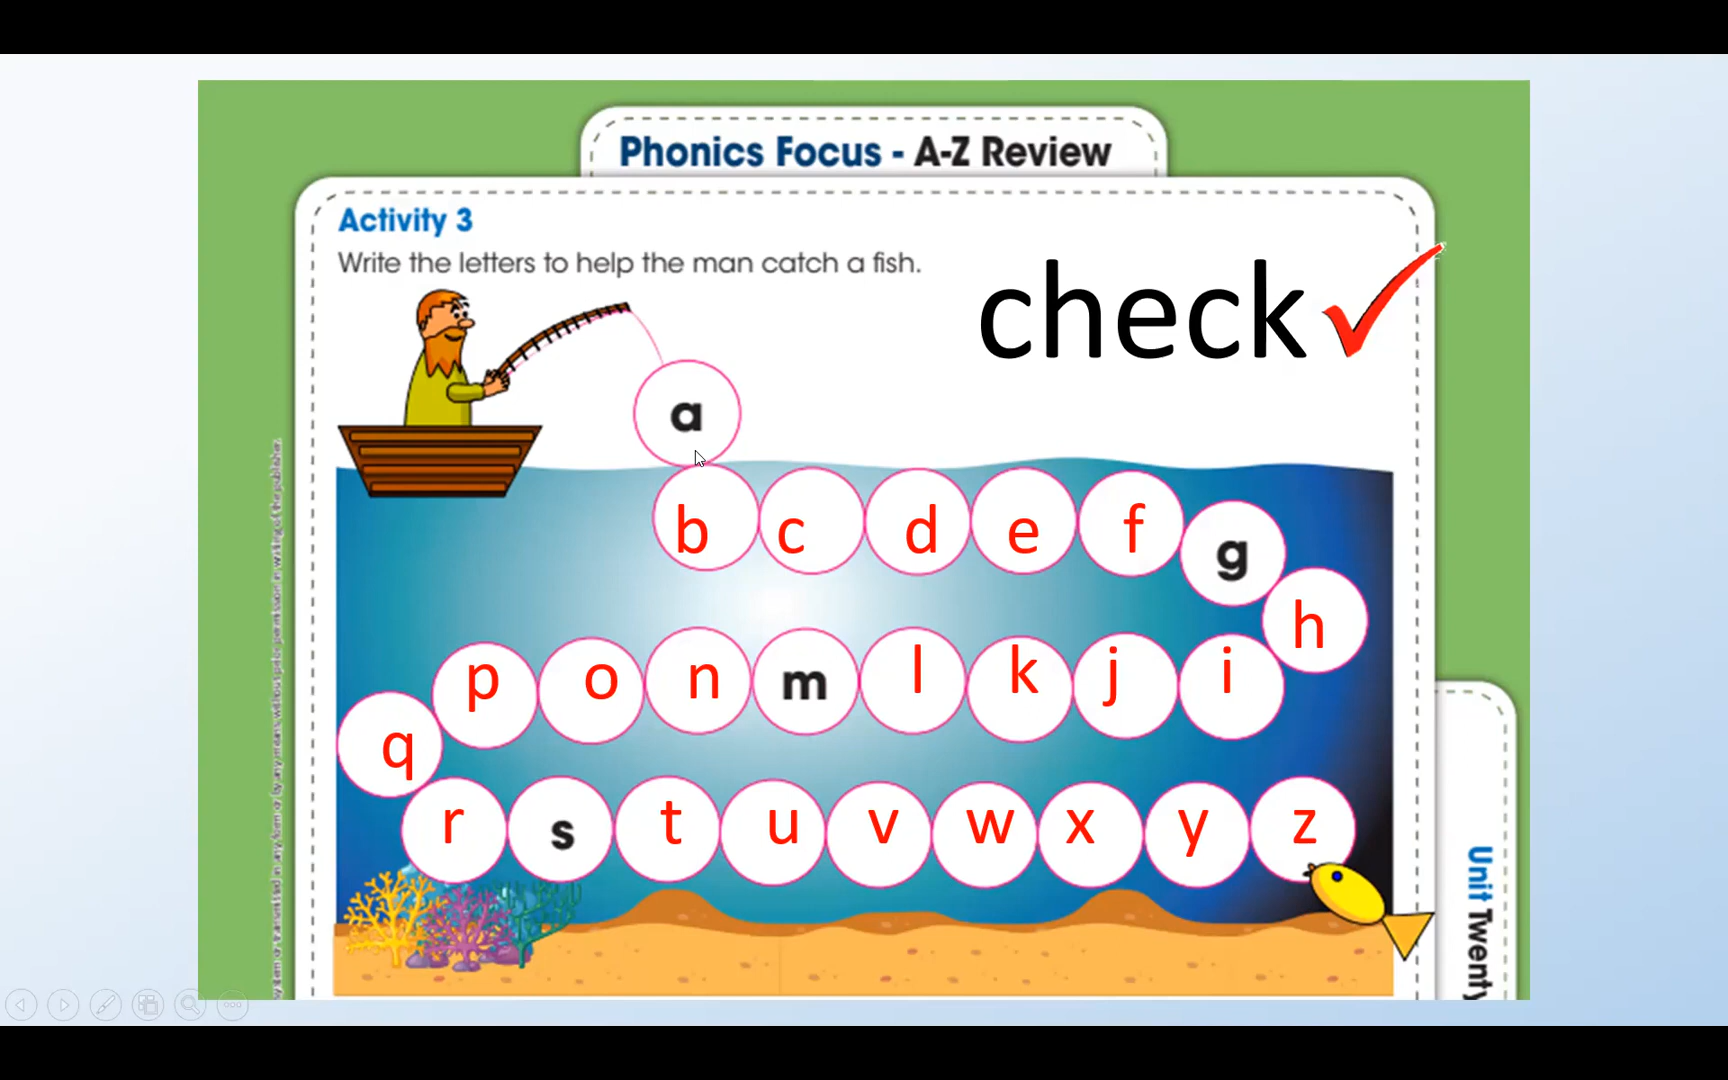 Phonics Focus - A-Z Review
Activity 3
Write the letters to help the man catch a fish.
check
a
b c d e f g
h
p o n m l k j i
q
r s t u v w x y z
Unit Twenty